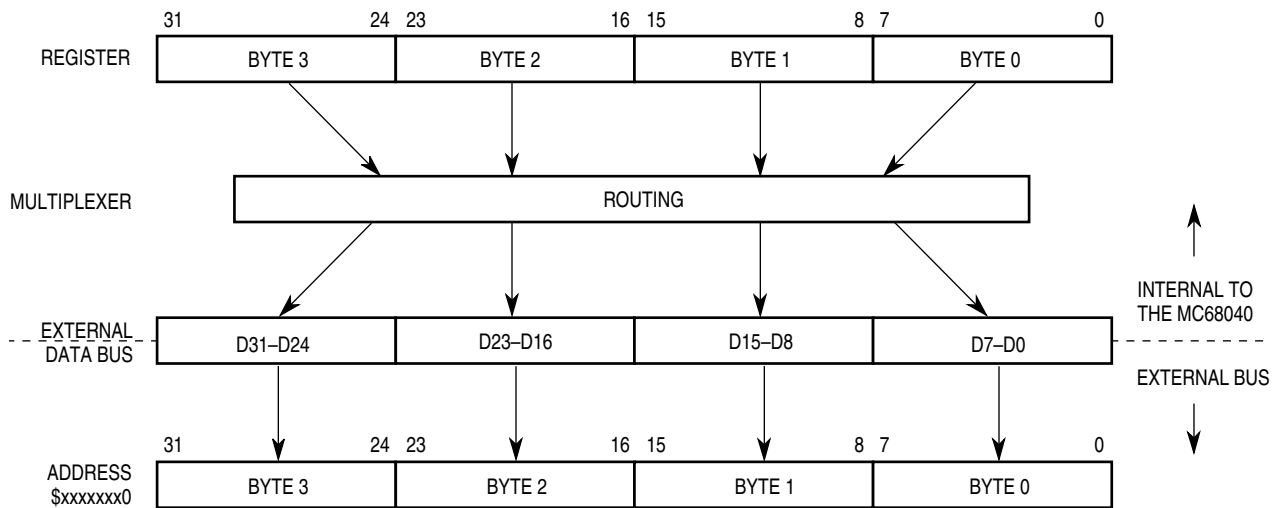 31 24 23 16 15 8 7 0
REGISTER BYTE 3 BYTE 2 BYTE 1 BYTE 0
MULTIPLEXER ROUTING
INTERNAL TO
THE MC68040
EXTERNAL
DATA BUS D31–D24 D23–D16 D15–D8 D7–D0
EXTERNAL BUS
31 24 23 16 15 8 7 0
ADDRESS
$xxxxxxx0 BYTE 3 BYTE 2 BYTE 1 BYTE 0